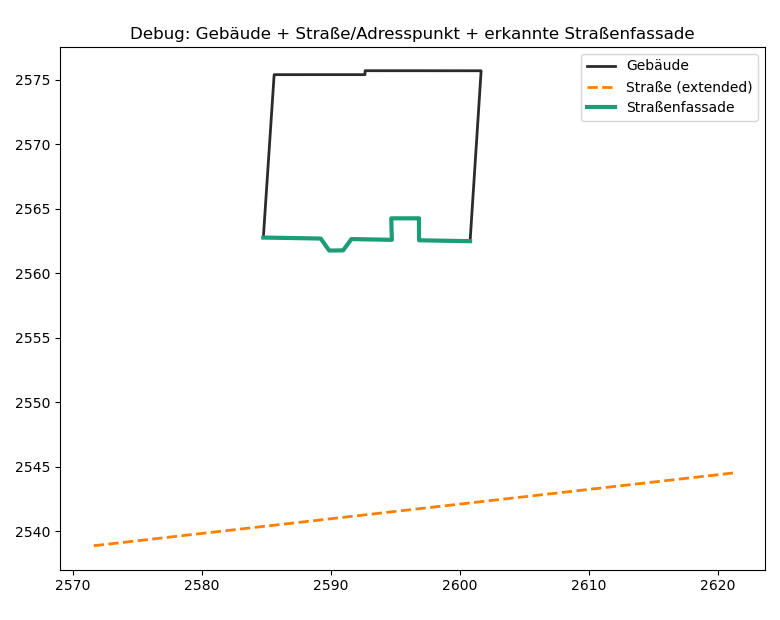 Debug: Gebäude + Straße/Adresspunkt + erkannte Straßenfassade
Gebäude
Straße (extended)
Straßenfassade
2575
2570
2565
2560
2555
2550
2545
2540
2570 2580 2590 2600 2610 2620